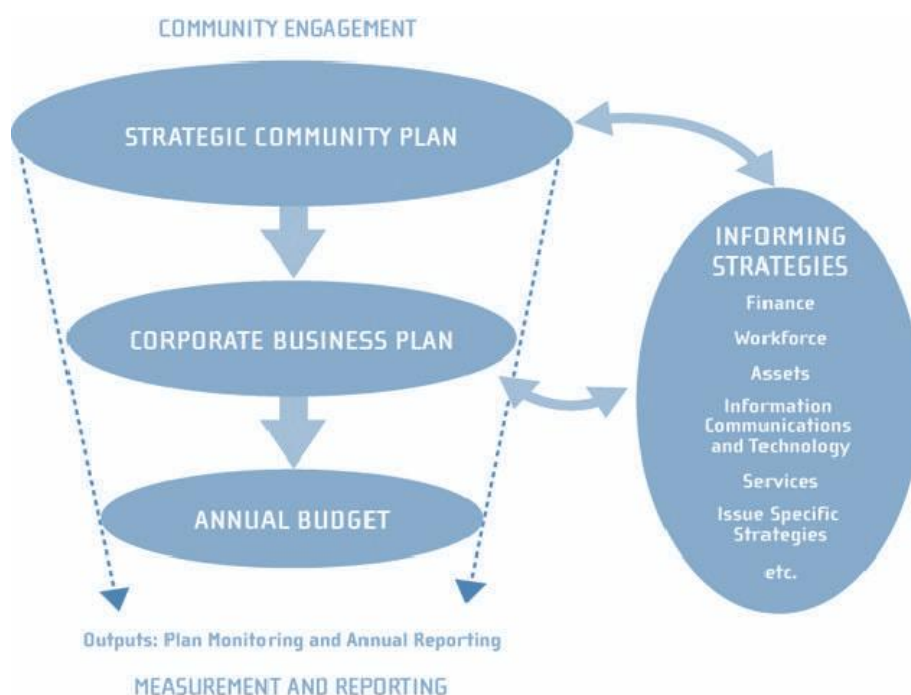 COMMUNITY ENGAGEMENT
STRATEGIC COMMUNITY PLAN
CORPORATE BUSINESS PLAN
ANNUAL BUDGET
INFORMING
STRATEGIES
Finance
Workforce
Assets
Information
Communications
and Technology
Services
Issue Specific
Strategies
etc.
Outputs: Plan Monitoring and Annual Reporting
MEASUREMENT AND REPORTING